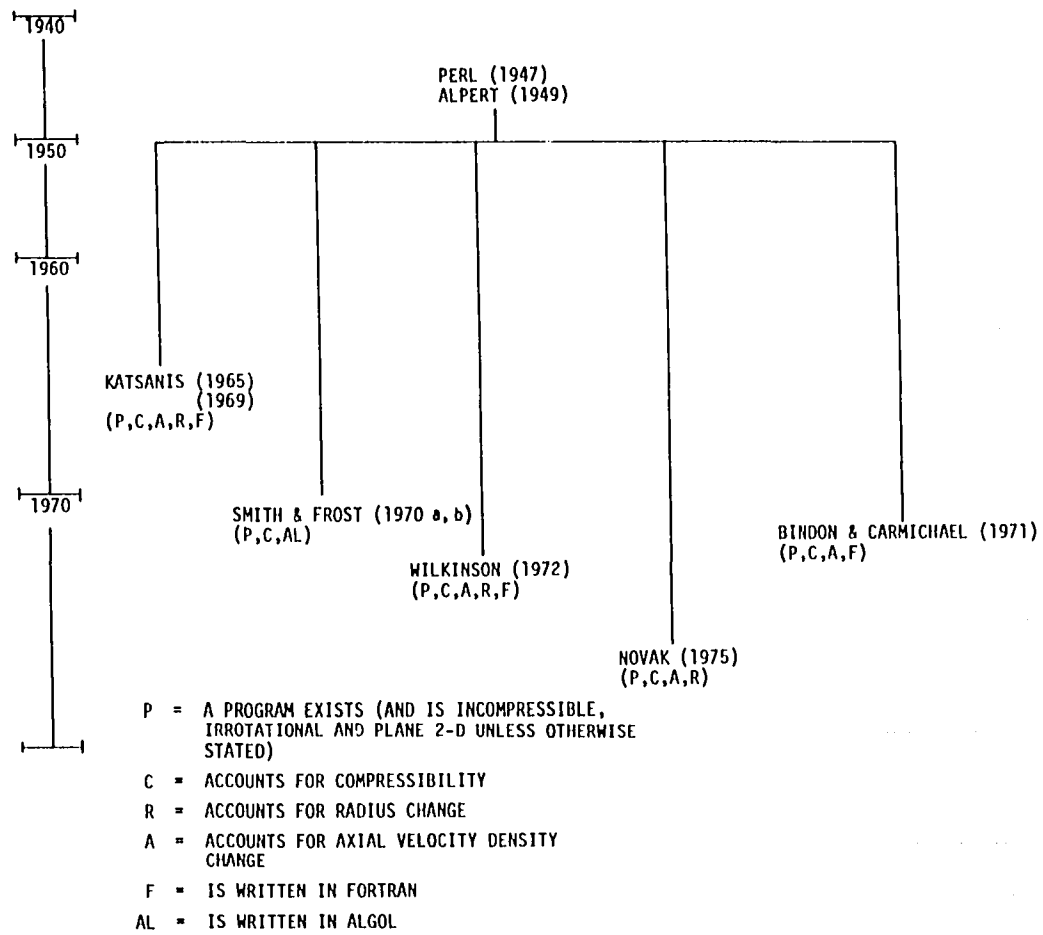 1940
PERL (1947)
ALPERT (1949)
1950
1960
KATSANIS (1965)
(1969)
(P,C,A,R,F)
1970
SMITH & FROST (1970 a, b)
(P,C,AL)
BINDON & CARMICHAEL (1971)
(P,C,A,F)
WILKINSON (1972)
(P,C,A,R,F)
NOVAK (1975)
(P,C,A,R)
P = A PROGRAM EXISTS (AND IS INCOMPRESSIBLE,
IRROTATIONAL AND PLANE 2-D UNLESS OTHERWISE
STATED)
C = ACCOUNTS FOR COMPRESSIBILITY
R = ACCOUNTS FOR RADIUS CHANGE
A = ACCOUNTS FOR AXIAL VELOCITY DENSITY
CHANGE
F = IS WRITTEN IN FORTRAN
AL = IS WRITTEN IN ALGOL